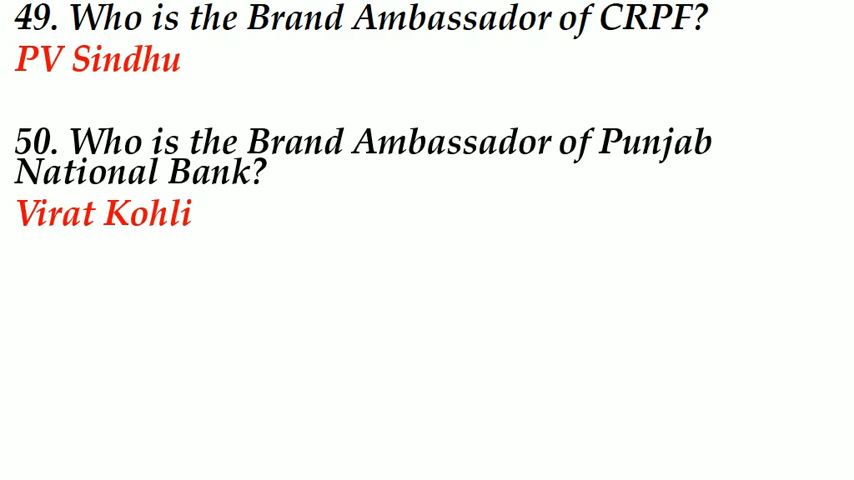 49. Who is the Brand Ambassador of CRPF?
PV Sindhu
50. Who is the Brand Ambassador of Punjab
National Bank?
Virat Kohli